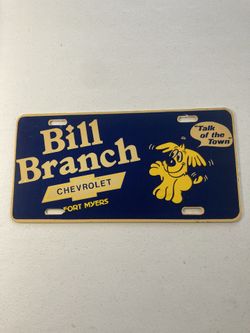 Bill
Branch
CHEVROLET
FORT MYERS
"Talk
of the
Town"